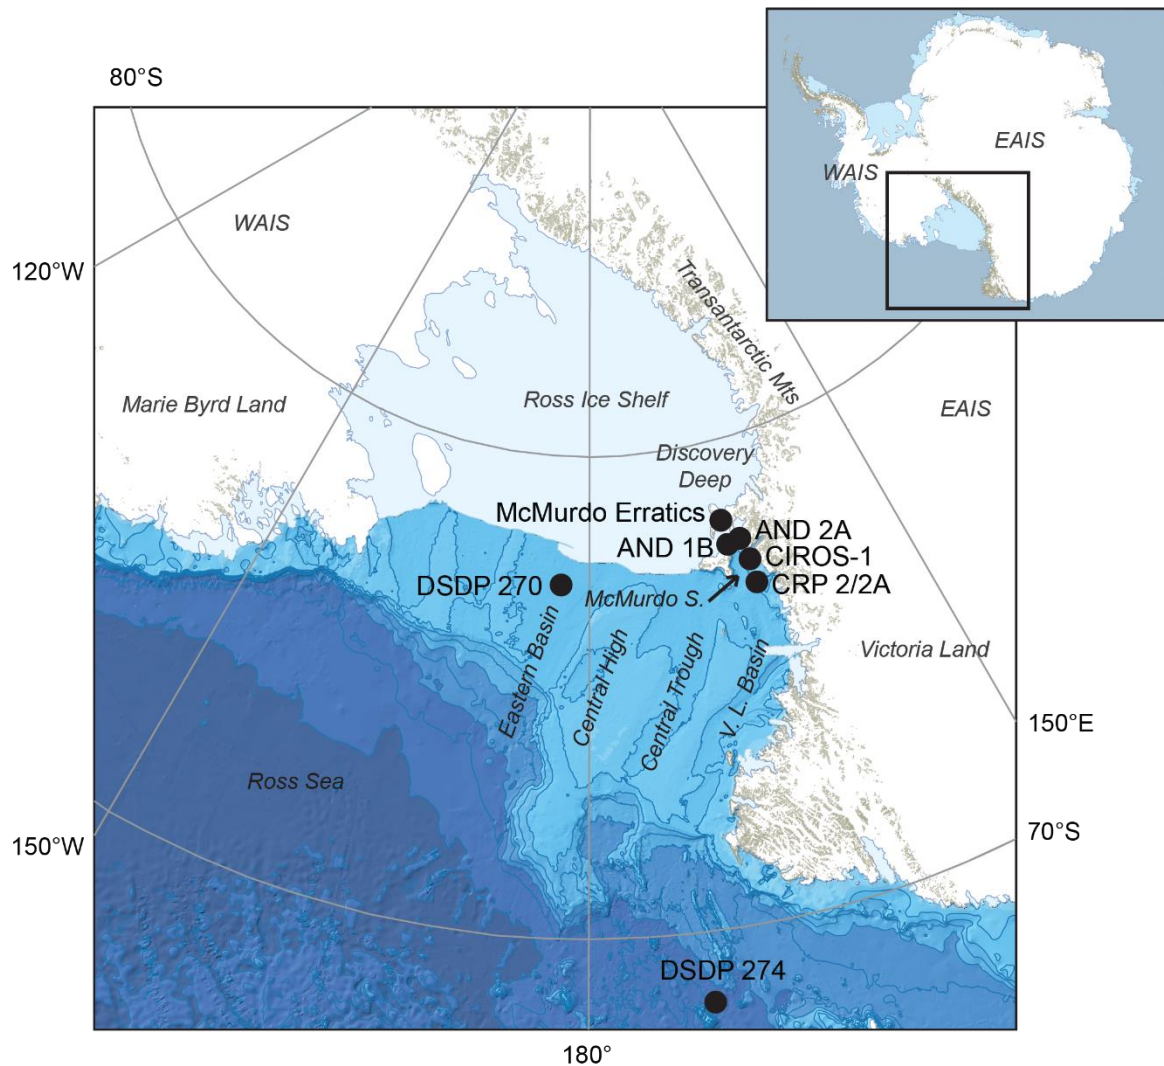 80°S
EAIS
WAIS
WAIS
120°W
Transantarctic Mts
Marie Byrd Land
Ross Ice Shelf
EAIS
Discovery
Deep
McMurdo Erratics
AND 2A
AND 1B
CIROS-1
DSDP 270
McMurdo S.
CRP 2/2A
Eastern Basin
Central High
Central Trough
V. L. Basin
Victoria Land
150°E
Ross Sea
150°W
70°S
DSDP 274
180°